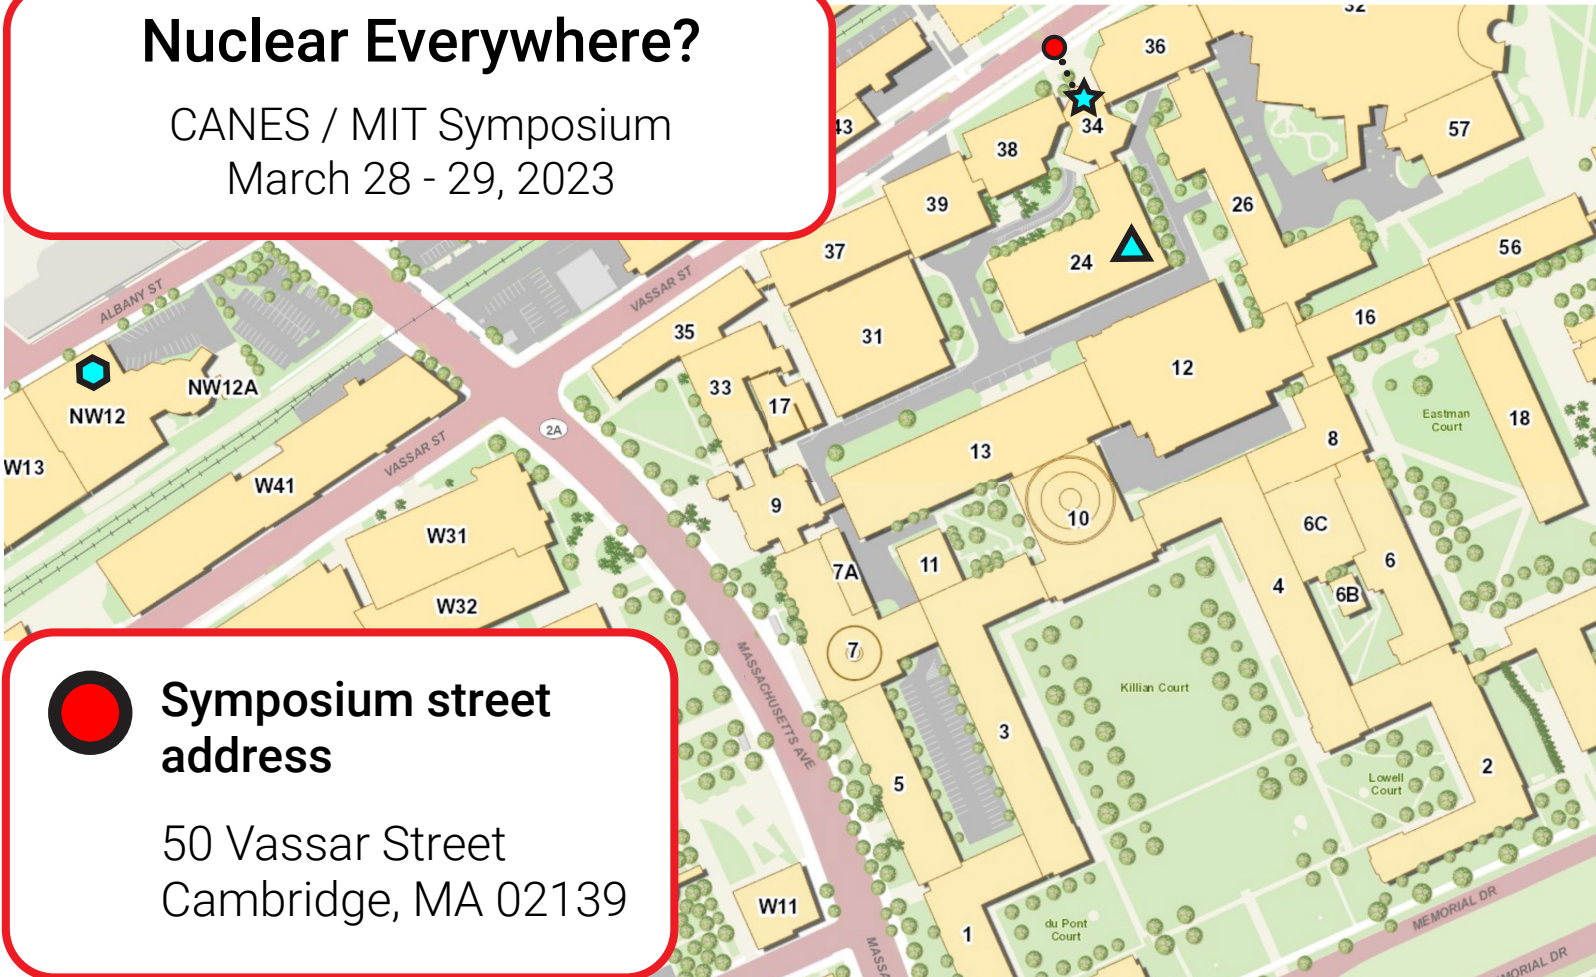 Nuclear Everywhere?
CANES / MIT Symposium
March 28 - 29, 2023
32
36
34
57
43
38
39
26
37
24
56
ALBANY ST
VASSAR ST
35
31
16
12
NW12A
NW12
33
17
18
Eastman
Court
2A
8
VASSAR ST
W13
W41
13
9
10
6C
W31
11
7A
6
4
6B
W32
7
MASSACHUSETTS AVE
Killian Court
3
2
5
Lowell
Court
Symposium street
address
50 Vassar Street
Cambridge, MA 02139
W11
1
du Pont
Court
MASSA
MEMORIAL DR
MORIAL DR